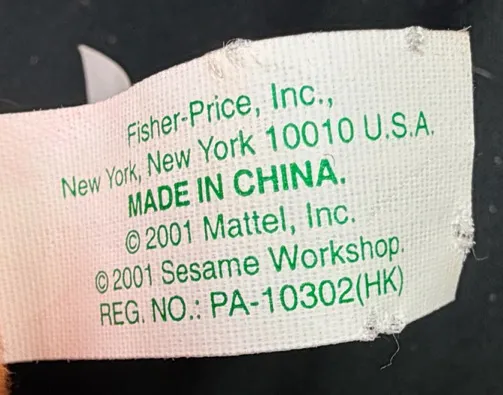 Fisher-Price, Inc.,
New York, New York 10010 U.S.A.
MADE IN CHINA.
© 2001 Mattel, Inc.
© 2001 Sesame Workshop.
REG. NO.: PA-10302(HK)